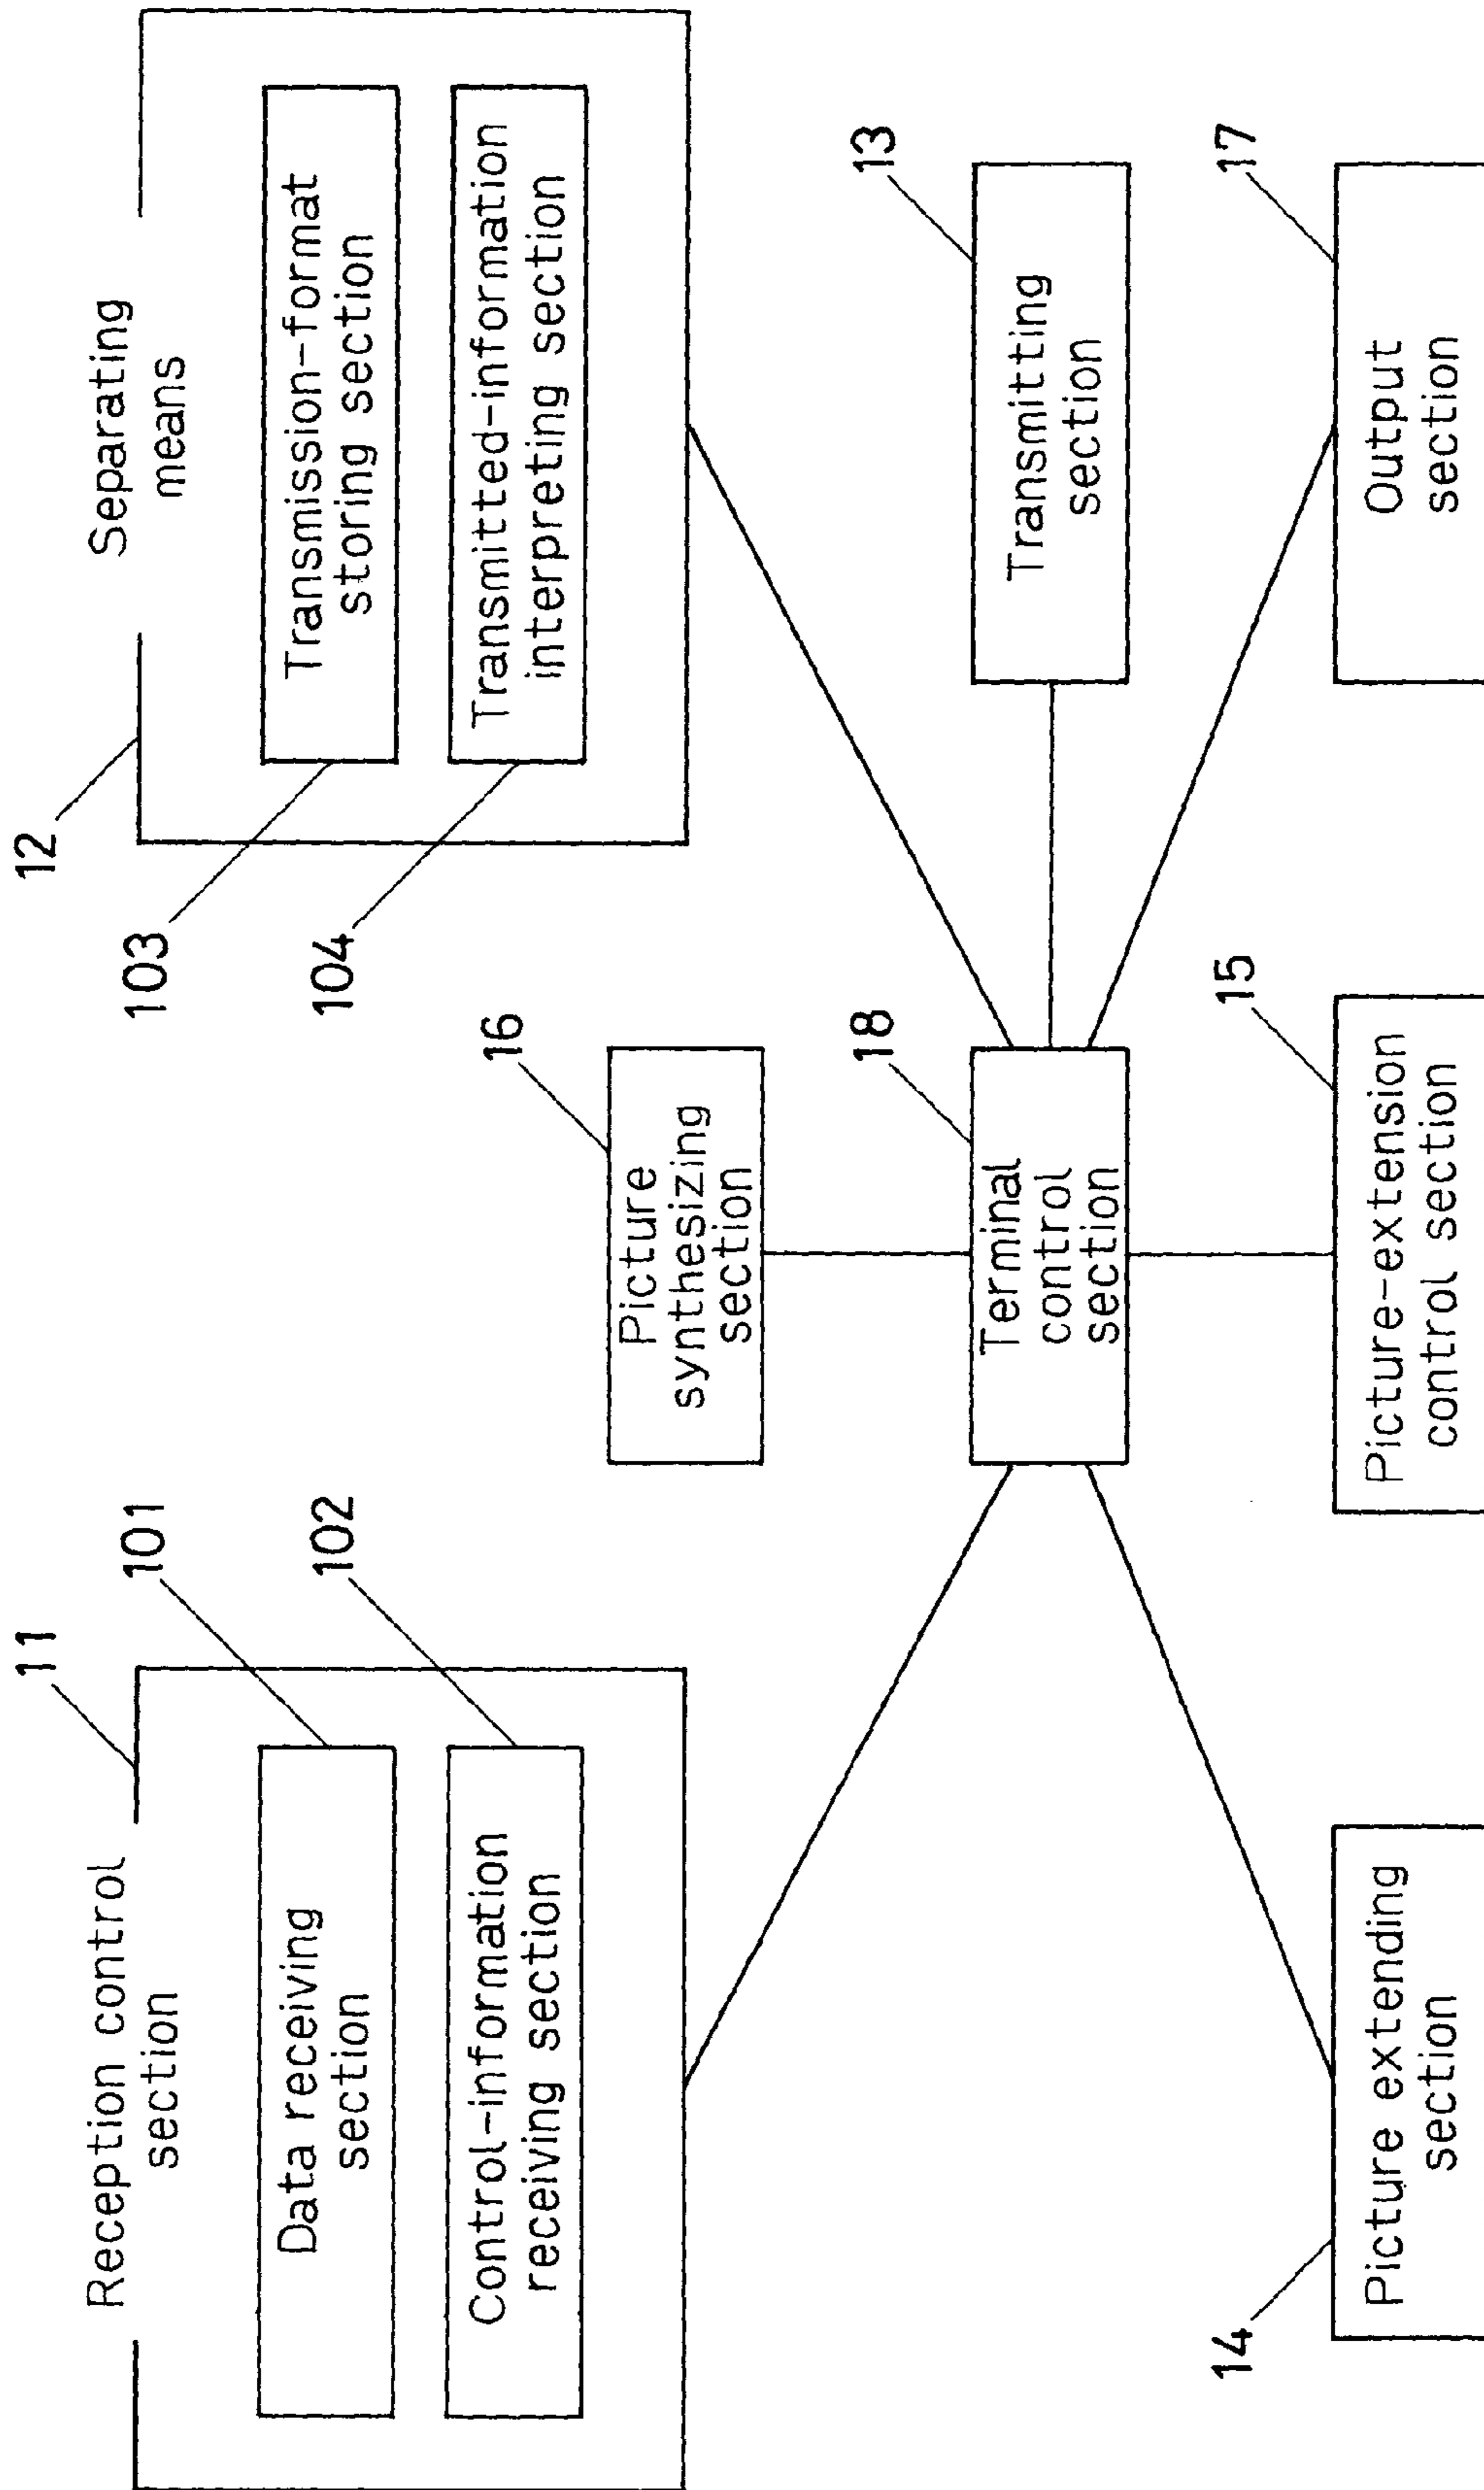 11
Reception control
section
101
Data receiving
section
102
Control-information
receiving section
12
Separating
means
103
Transmission-format
storing section
104
Transmitted-information
interpreting section
16
Picture
synthesizing
section
18
Terminal
control
section
13
Transmitting
section
14
Picture extending
section
15
Picture-extension
control section
17
Output
section